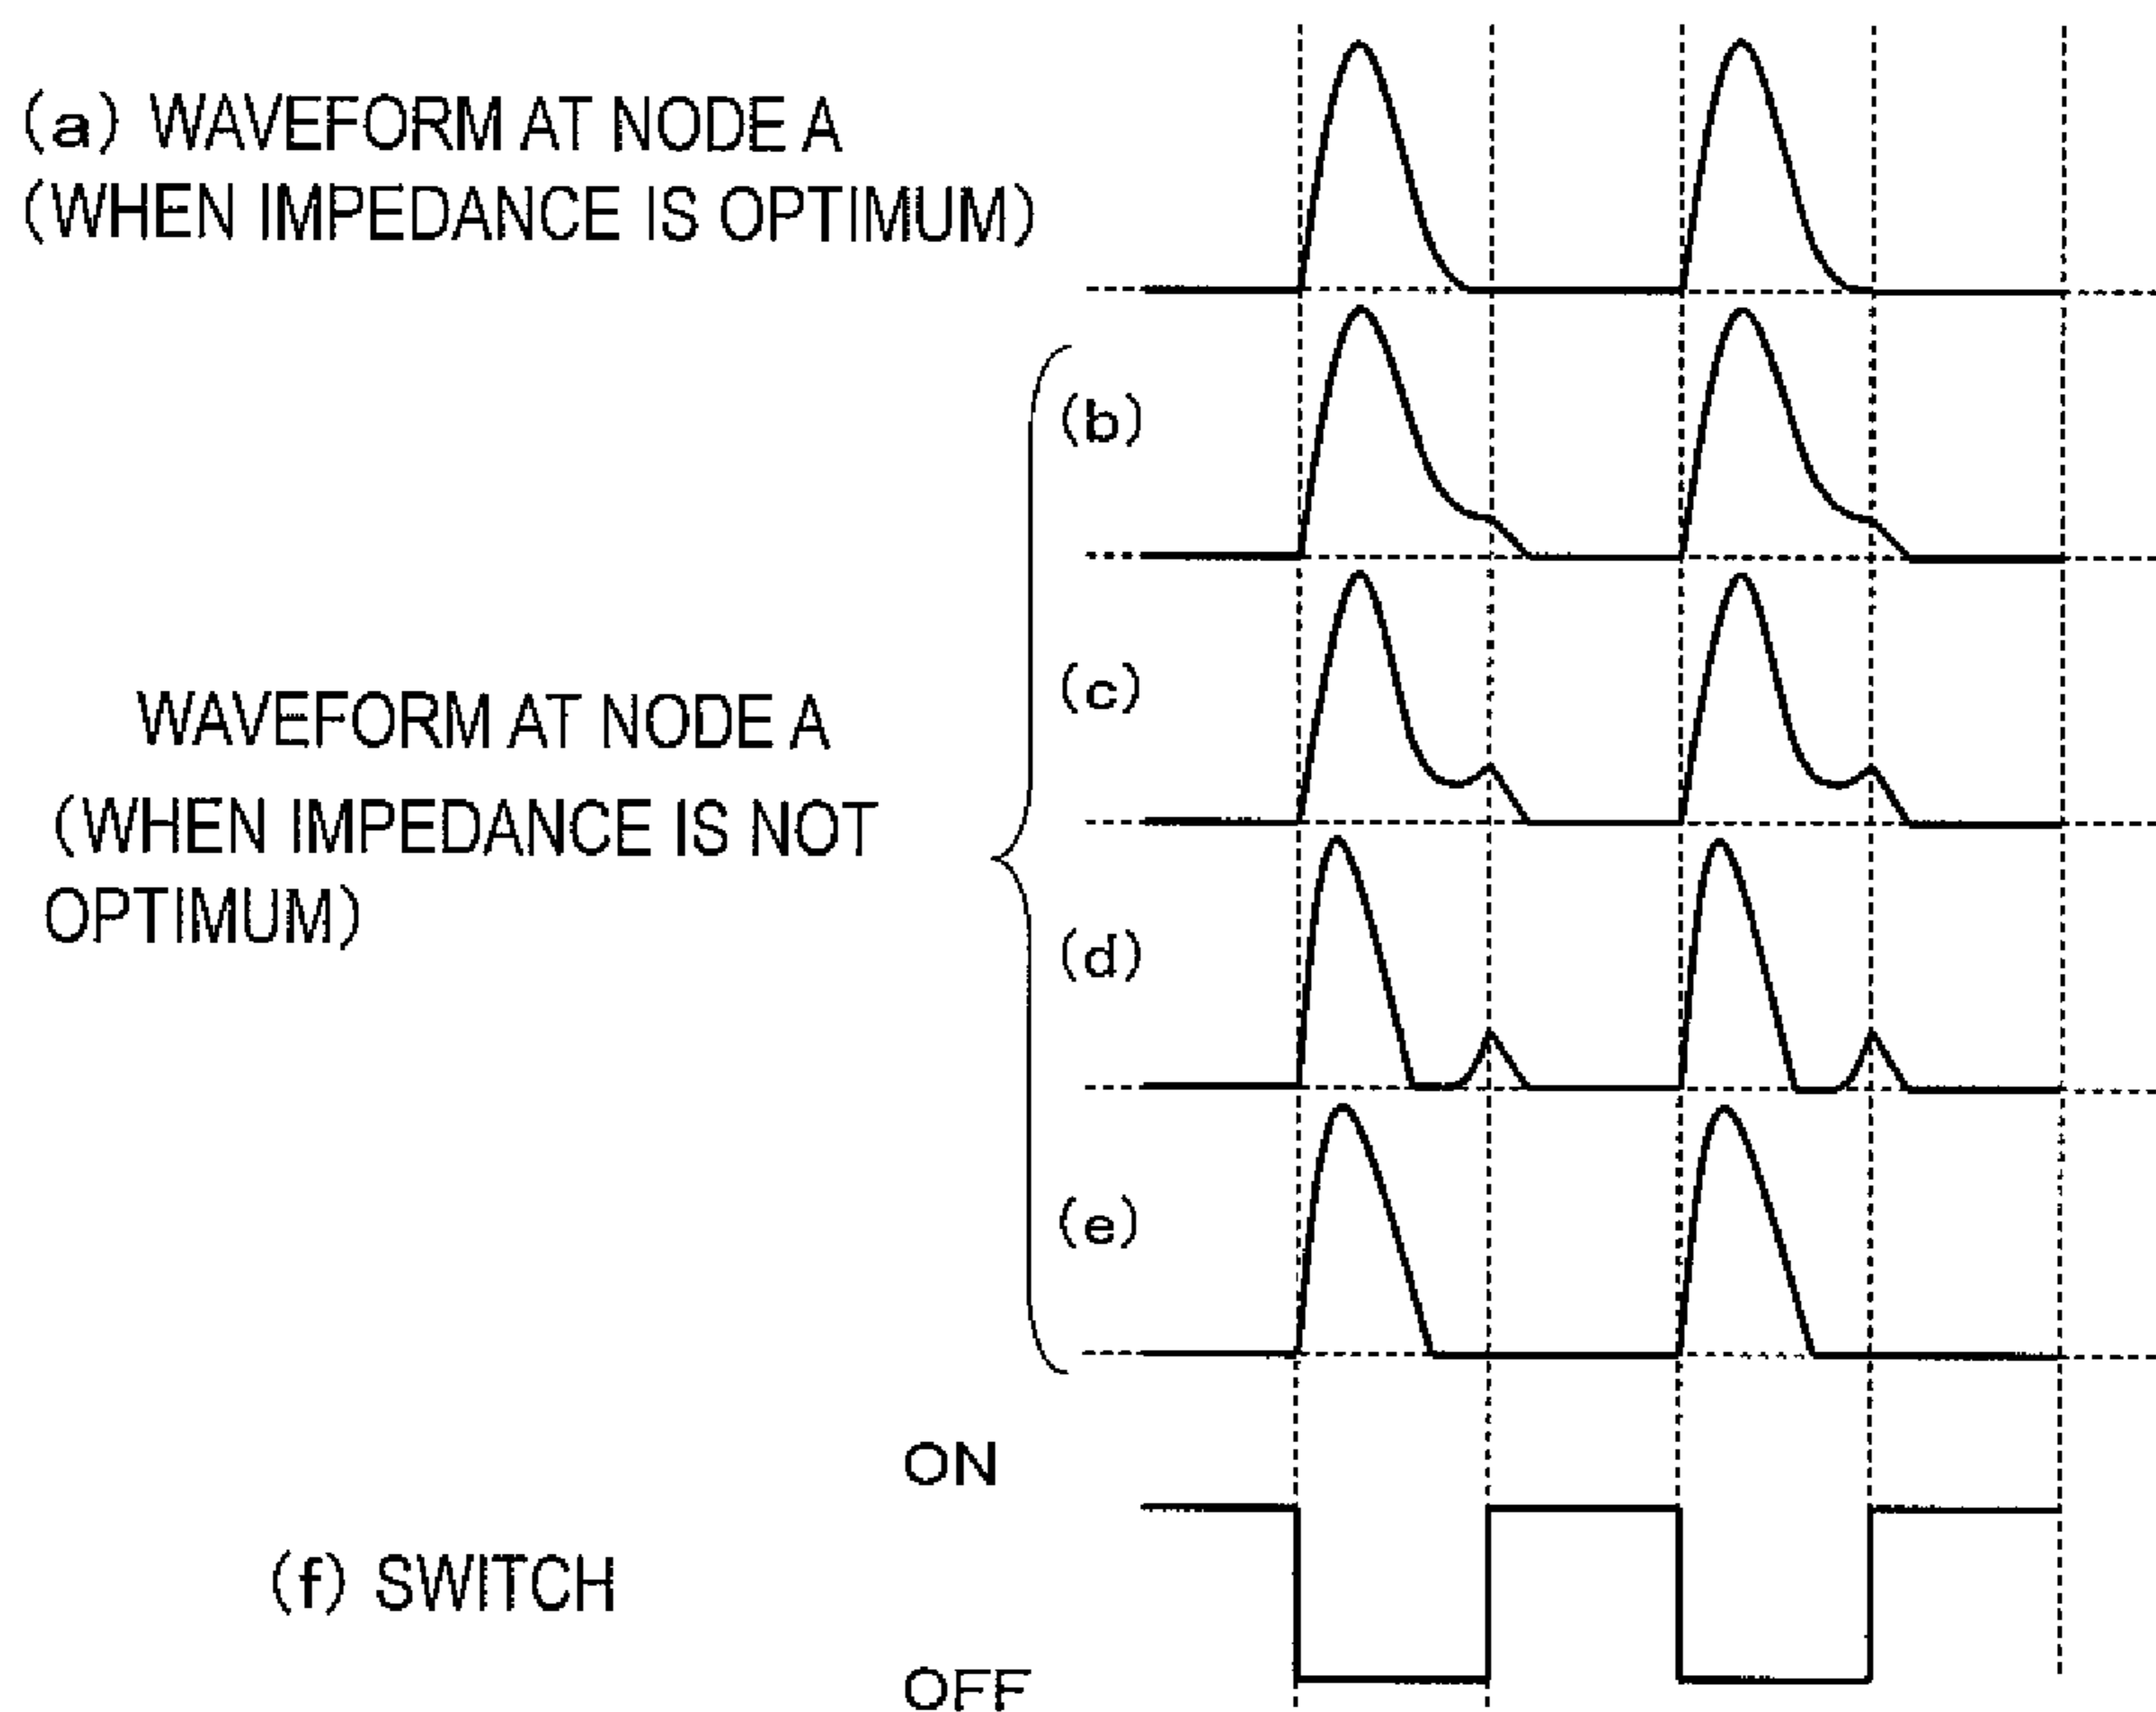 (a) WAVEFORM AT NODE A
(WHEN IMPEDANCE IS OPTIMUM)
(b)
(c)
WAVEFORM AT NODE A
(WHEN IMPEDANCE IS NOT
OPTIMUM)
(d)
(e)
ON
(f) SWITCH
OFF